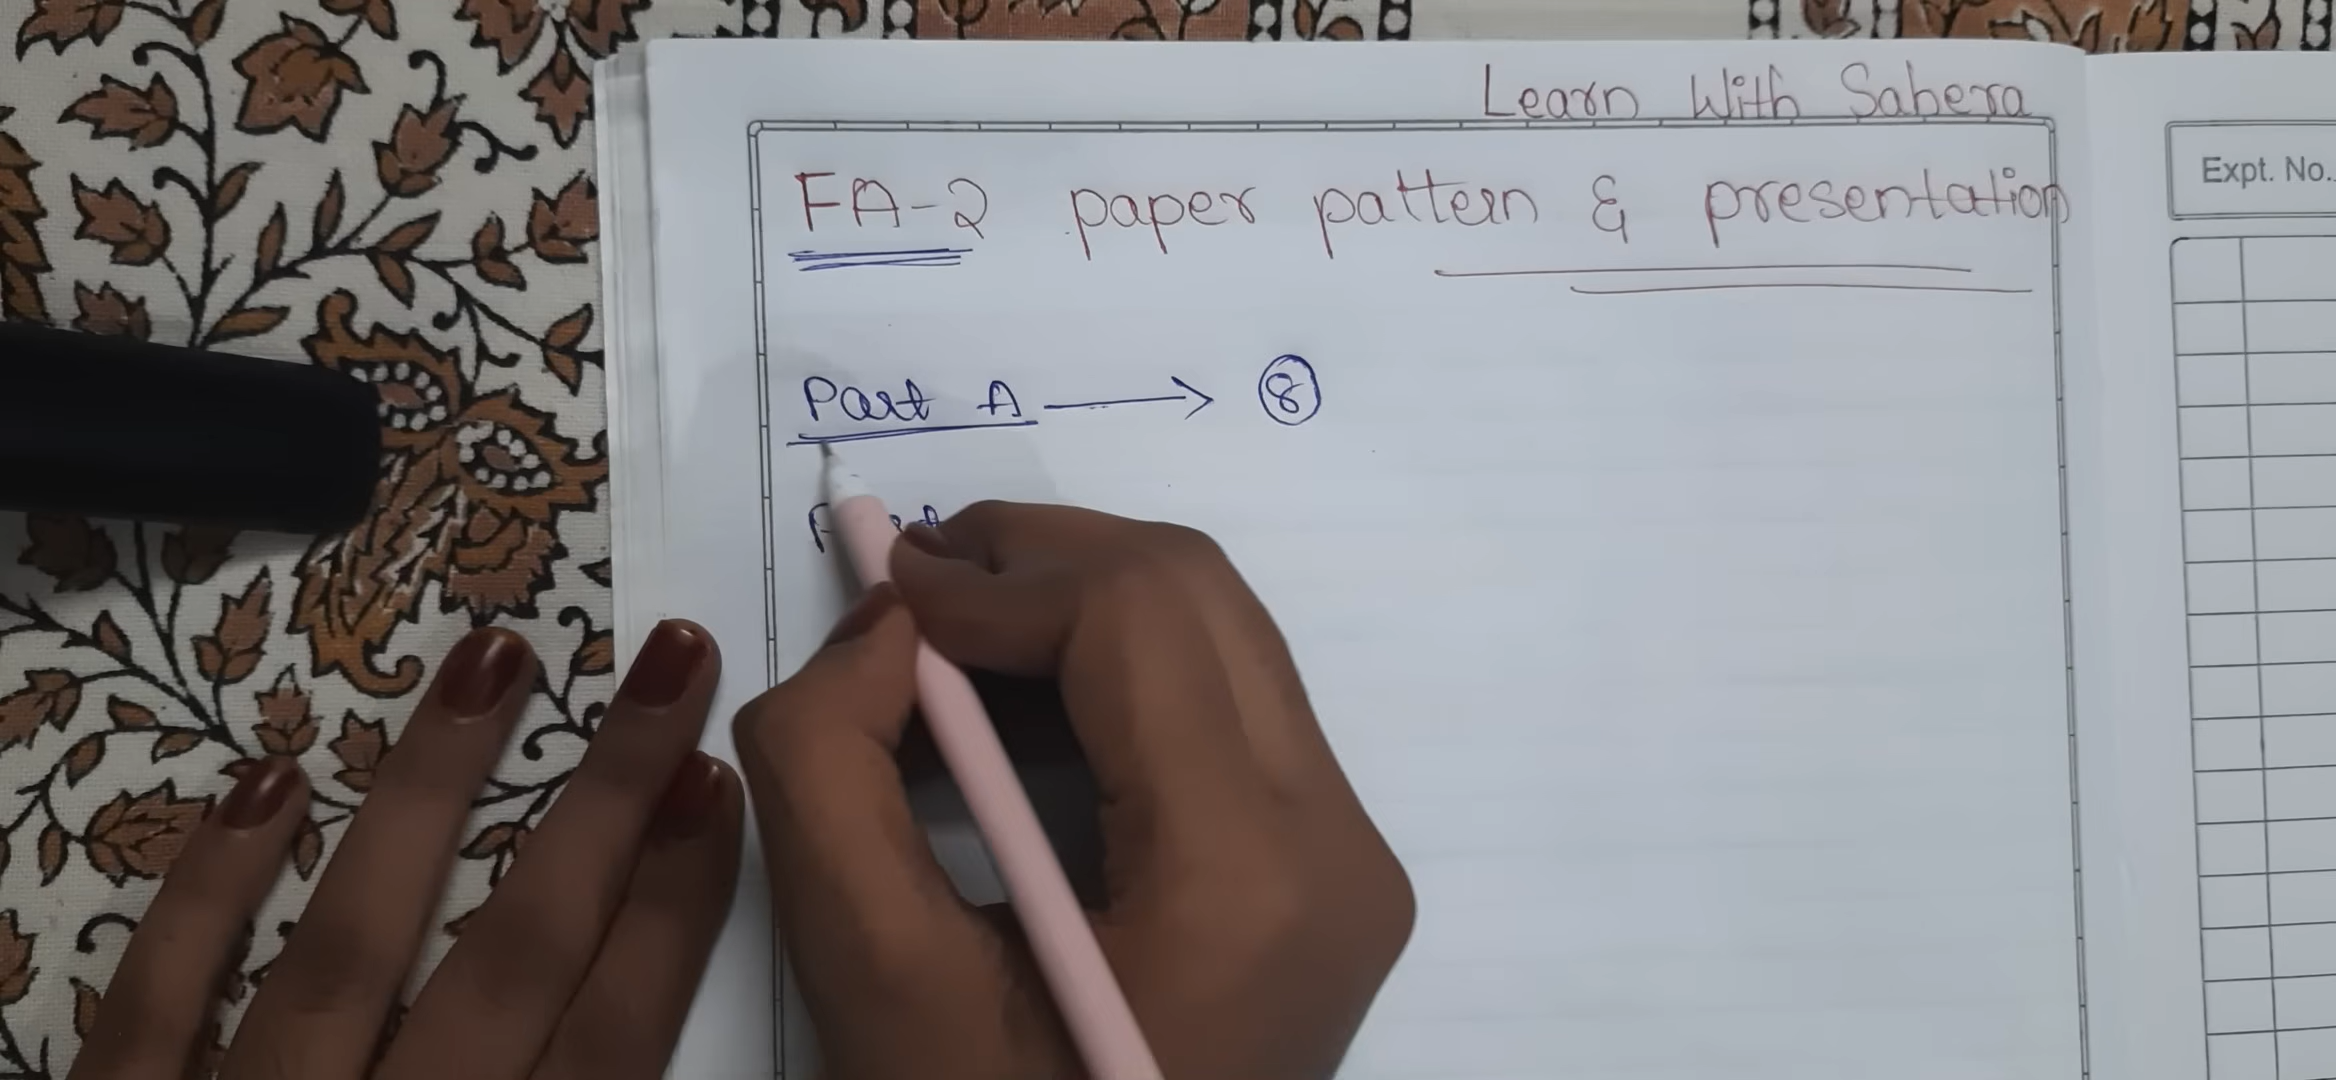 Learn With Sabera
FA-2 paper pattern & presentation
Expt. No..
Part A → 8